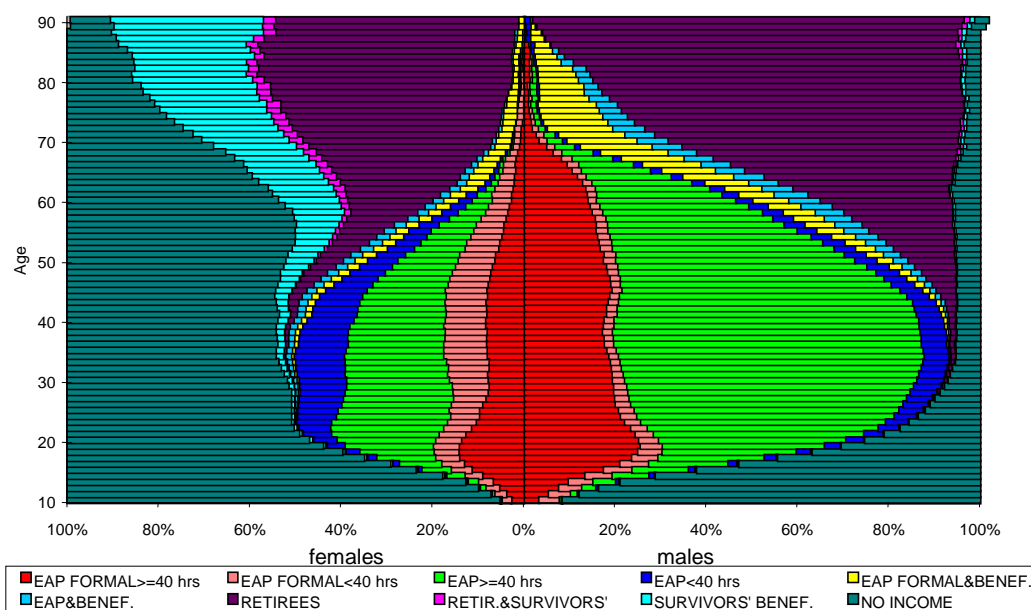 90
80
70
60
50
40
30
20
10
Age
100% 80% 60% 40% 20% 0% 20% 40% 60% 80% 100%
females males
EAP FORMAL>=40 hrs EAP FORMAL<40 hrs EAP>=40 hrs EAP<40 hrs EAP FORMAL&BENEF.
EAP&BENEF. RETIREES RETIR.&SURVIVORS' SURVIVORS' BENEF. NO INCOME